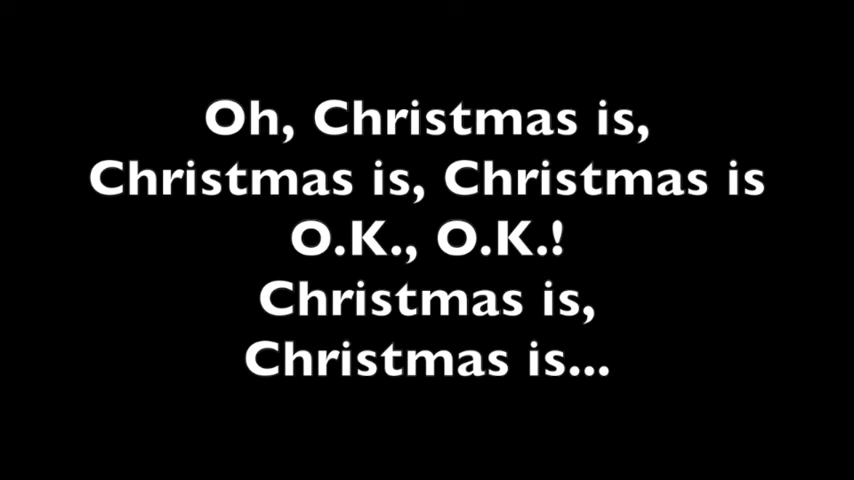 Oh, Christmas is,
Christmas is, Christmas is
O.K., O.K.!
Christmas is,
Christmas is...